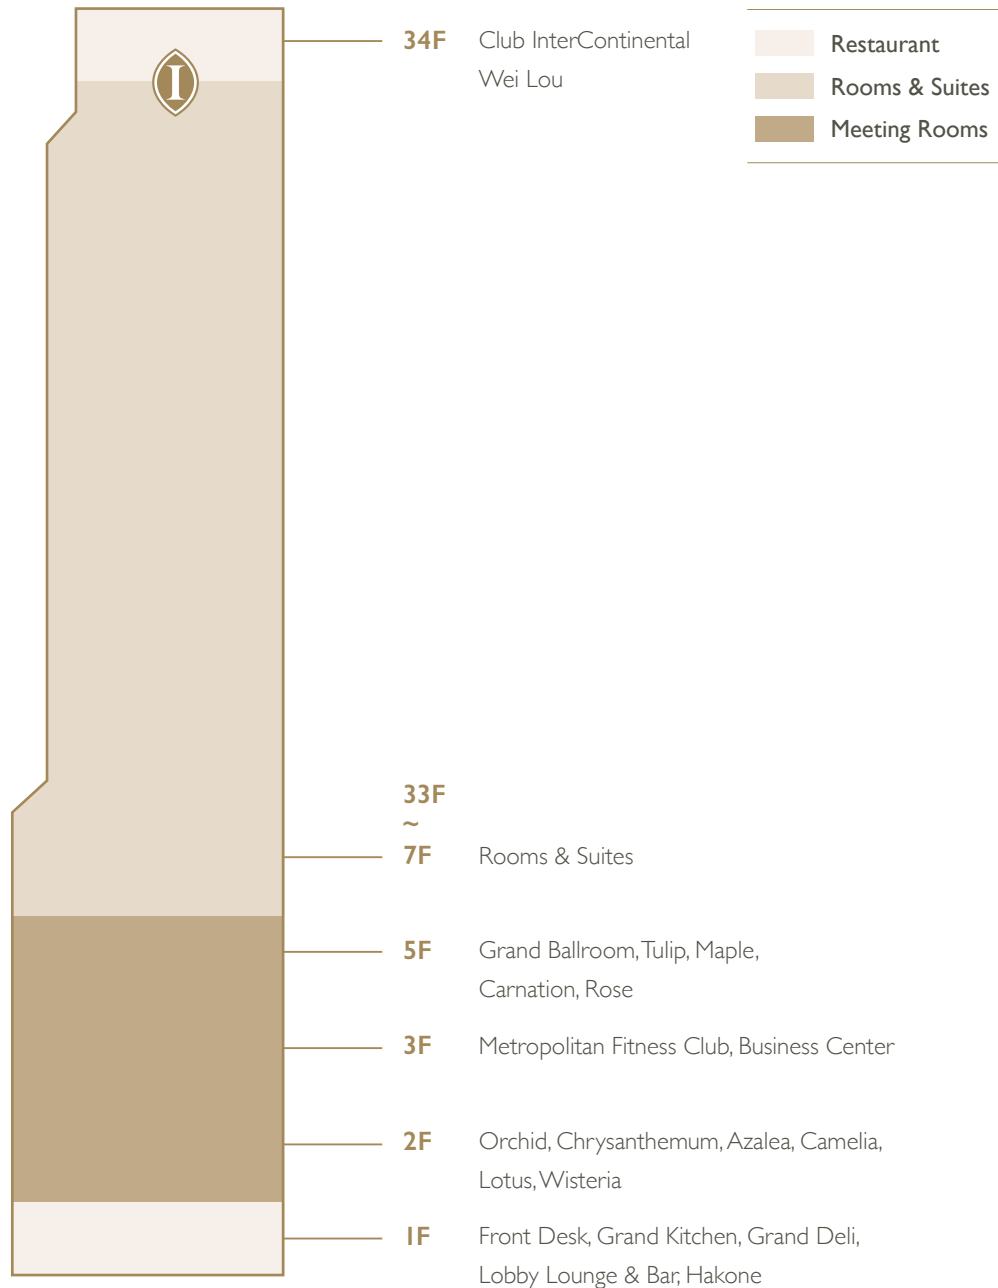 34F Club InterContinental
Wei Lou
Restaurant
Rooms & Suites
Meeting Rooms
I
33F
~
7F Rooms & Suites
5F Grand Ballroom, Tulip, Maple,
Carnation, Rose
3F Metropolitan Fitness Club, Business Center
2F Orchid, Chrysanthemum, Azalea, Camelia,
Lotus, Wisteria
1F Front Desk, Grand Kitchen, Grand Deli,
Lobby Lounge & Bar, Hakone